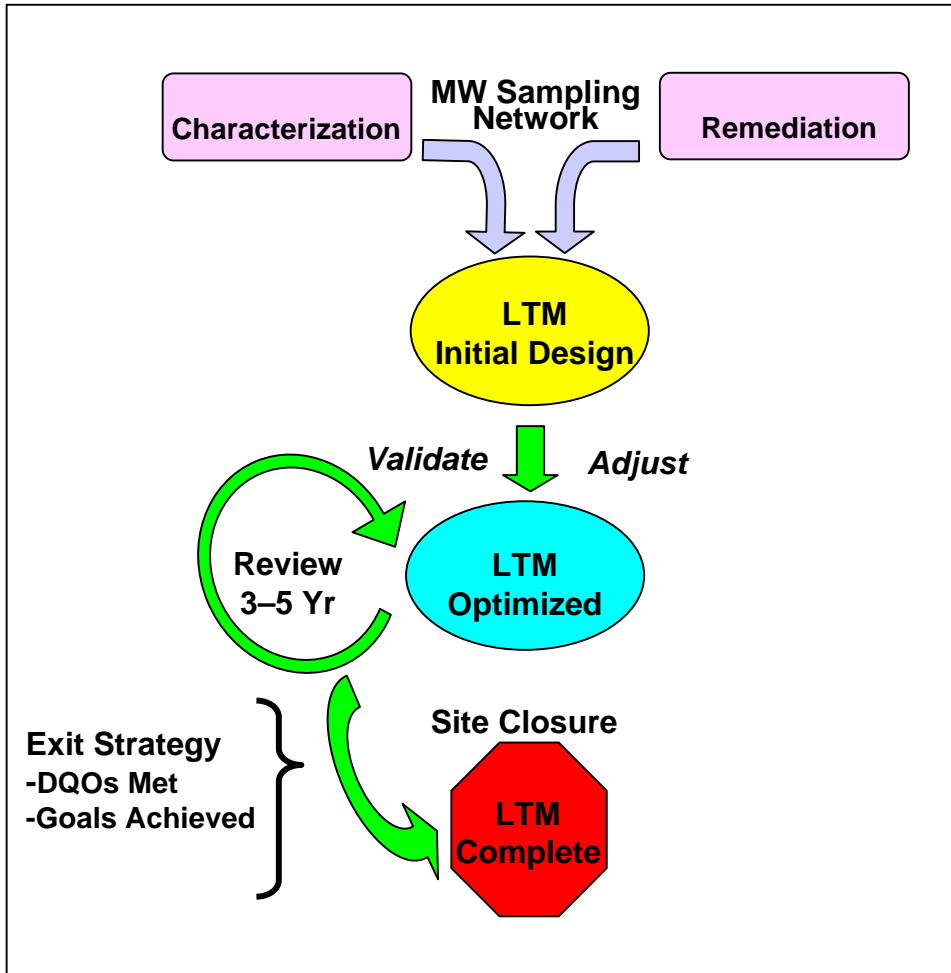 MW Sampling
Network
Characterization
Remediation
LTM
Initial Design
Validate
Adjust
Review
3–5 Yr
LTM
Optimized
Site Closure
Exit Strategy
-DQOs Met
-Goals Achieved
LTM
Complete